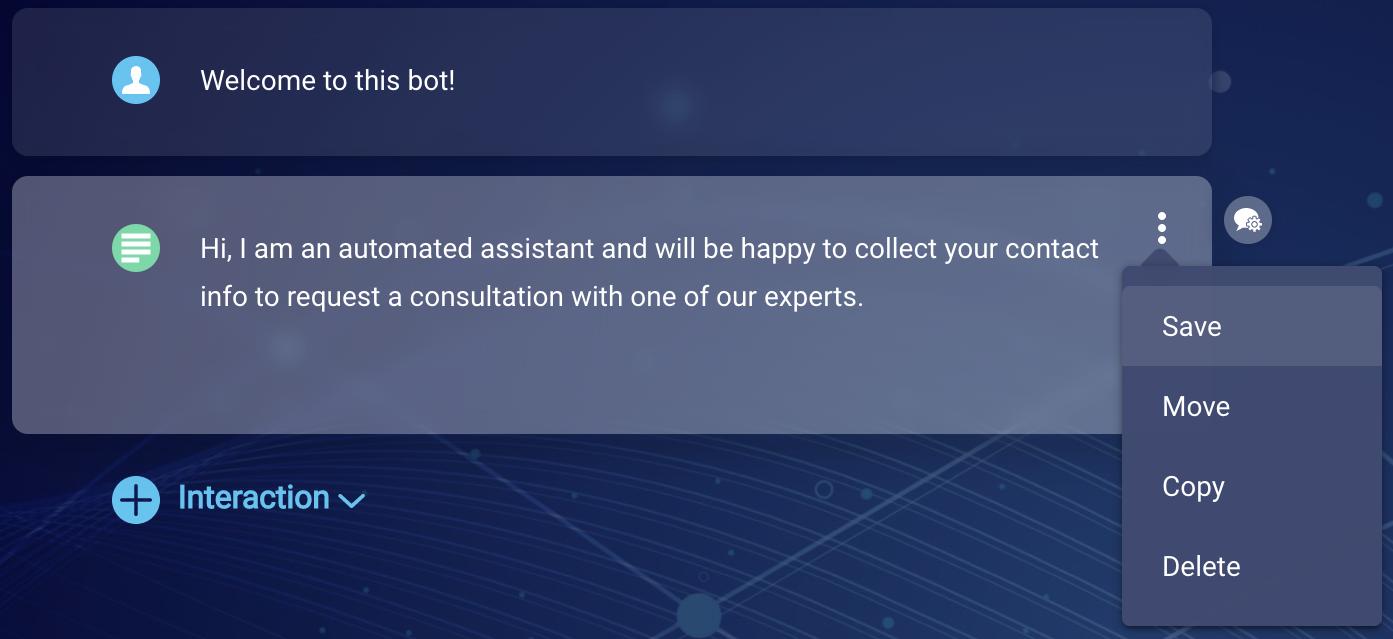 Welcome to this bot!
Hi, I am an automated assistant and will be happy to collect your contact
info to request a consultation with one of our experts.
Save
Move
Copy
Delete
Interaction